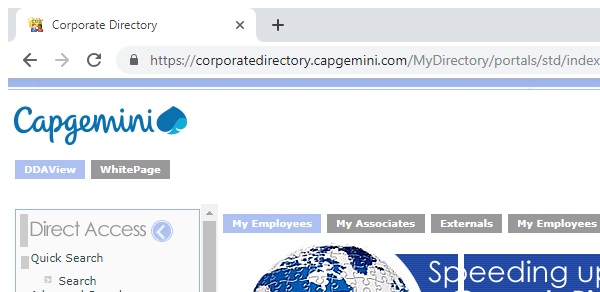 Corporate Directory
https://corporatedirectory.capgemini.com/MyDirectory/portals/std/index
Capgemini
DDAView WhitePage
Direct Access
My Employees My Associates Externals My Employees
Quick Search
Search
Speeding up